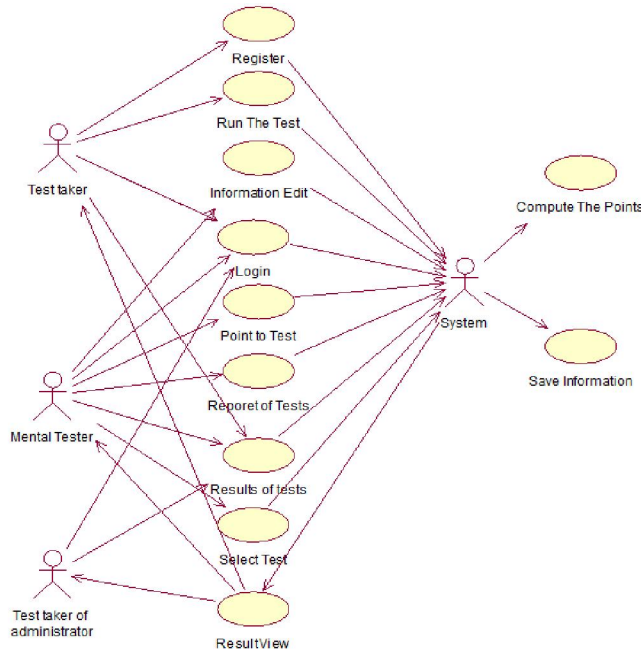 Register
Run The Test
Test taker
Information Edit
Compute The Points
Login
System
Point to Test
Save Information
Reporet of Tests
Mental Tester
Results of tests
Select Test
Test taker of
administrator
ResultView